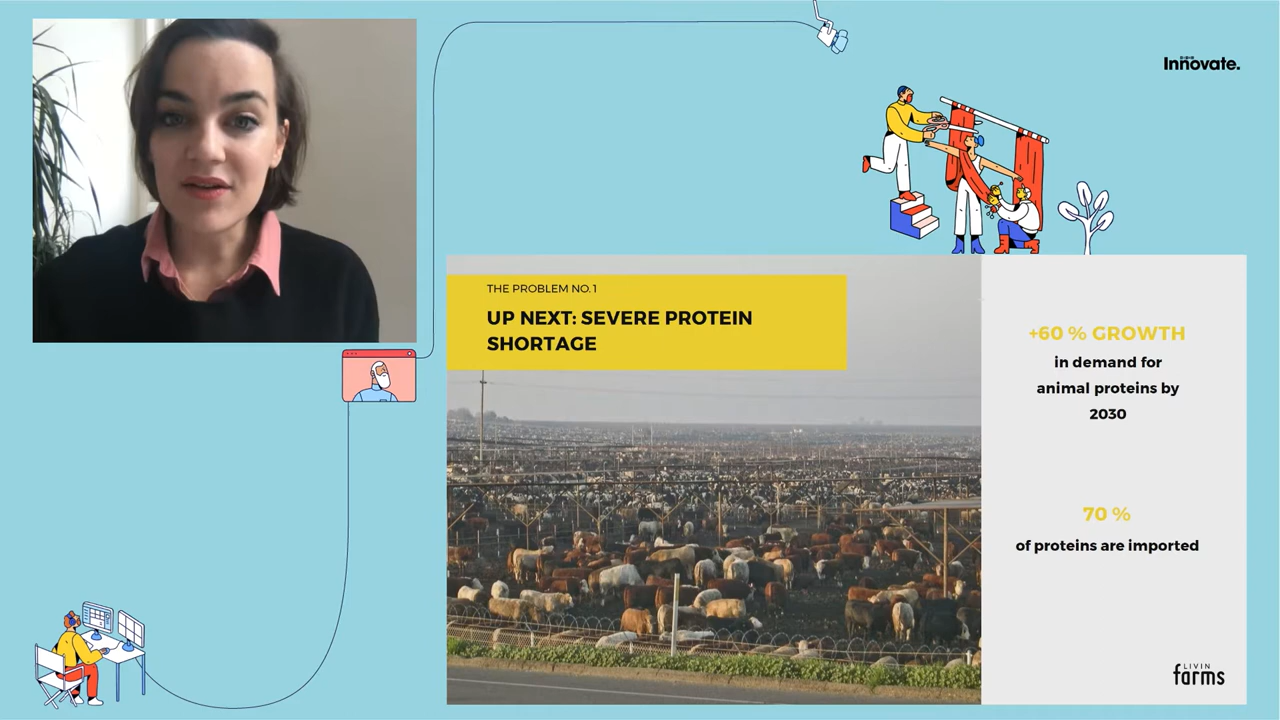 Innovate.
THE PROBLEM NO. 1
UP NEXT: SEVERE PROTEIN
SHORTAGE
+60 % GROWTH
in demand for
animal proteins by
2030
70 %
of proteins are imported
LIVIN
farms